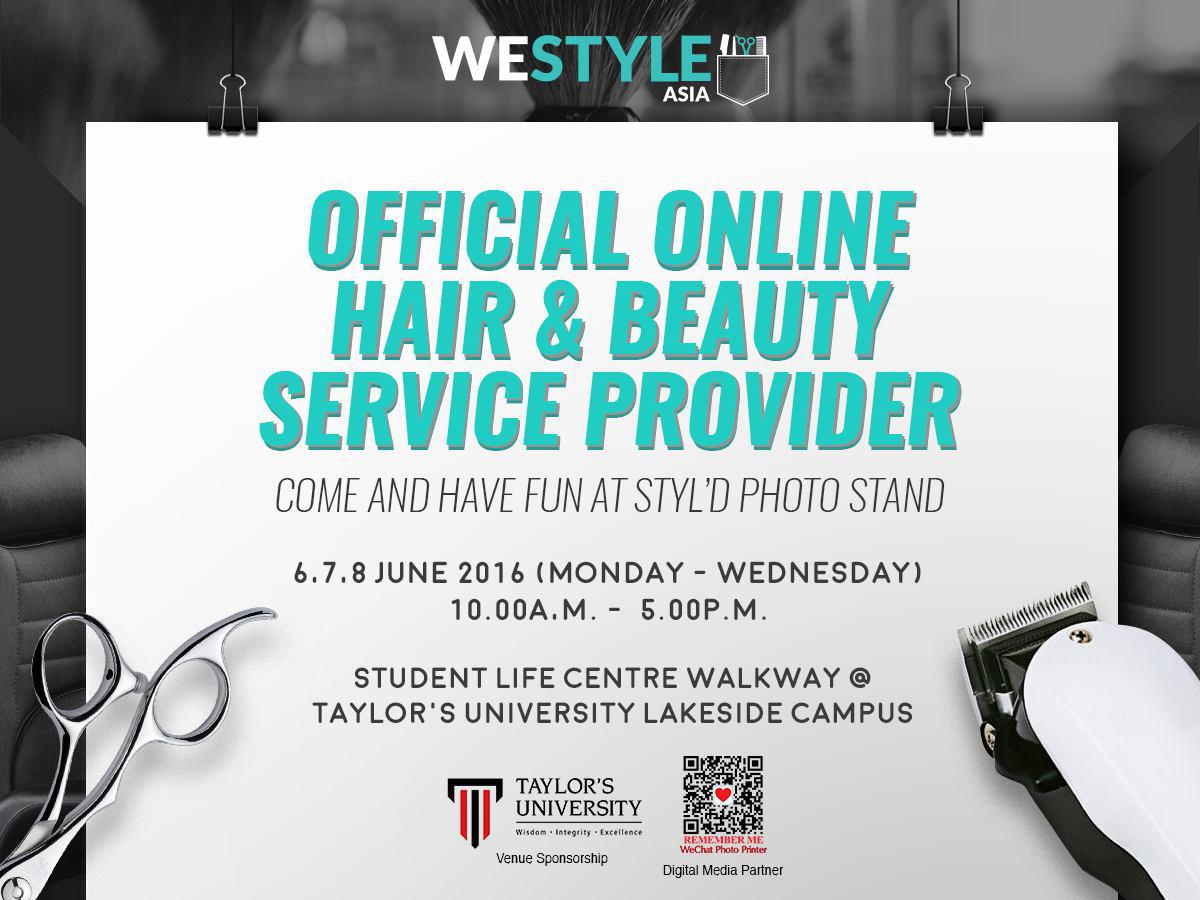 WESTYLE
ASIA
OFFICIAL ONLINE
HAIR & BEAUTY
SERVICE PROVIDER
COME AND HAVE FUN AT STYL'D PHOTO STAND
6.7.8 JUNE 2016 (MONDAY - WEDNESDAY)
10.00A.M. - 5.00P.M.
STUDENT LIFE CENTRE WALKWAY @
TAYLOR'S UNIVERSITY LAKESIDE CAMPUS
TAYLOR'S
UNIVERSITY
Wisdom • Integrity • Excellence
Venue Sponsorship
REMEMBER ME
WeChat Photo Printer
Digital Media Partner